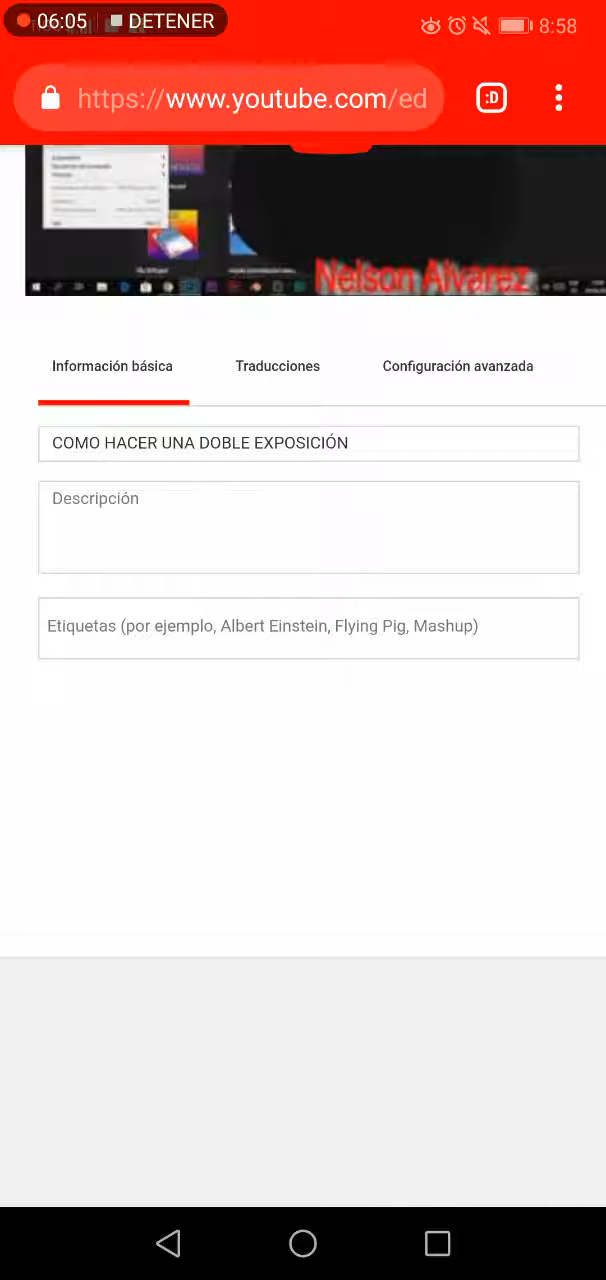 06:05 DETENER 8:58
https://www.youtube.com/ed
:D
Nelson Alvarez
Información básica Traducciones Configuración avanzada
COMO HACER UNA DOBLE EXPOSICIÓN
Descripción
Etiquetas (por ejemplo, Albert Einstein, Flying Pig, Mashup)